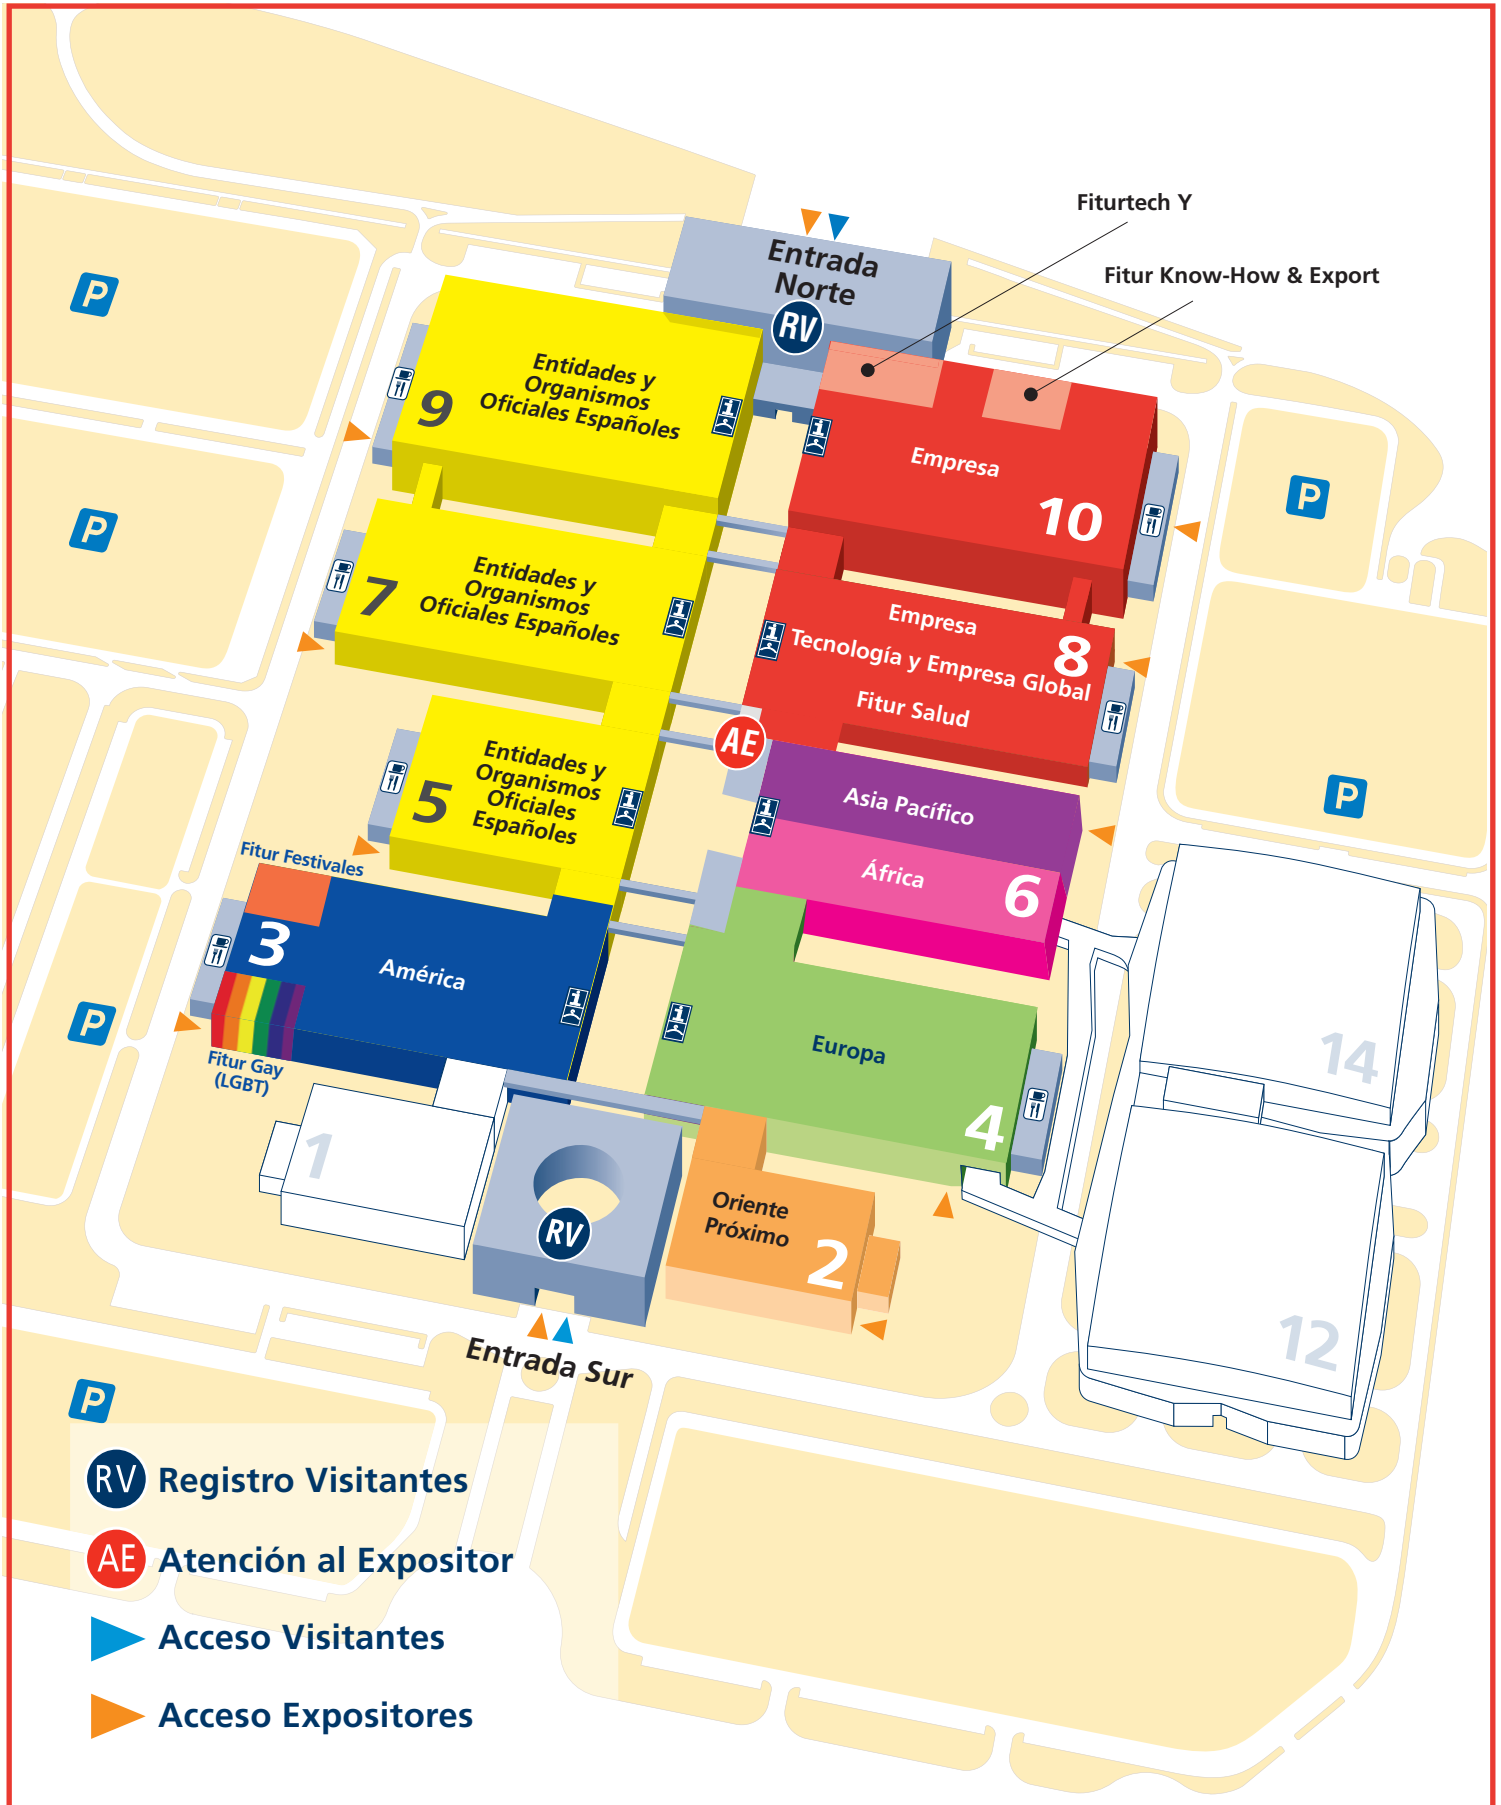 Fiturtech Y
Fitur Know-How & Export
Entrada
Norte
RV
P
Entidades y
Organismos
Oficiales Españoles
9
i
i
Empresa
10
P
P
Entidades y
Organismos
Oficiales Españoles
7
i
i
Empresa
Tecnología y Empresa Global
Fitur Salud
8
AE
Entidades y
Organismos
Oficiales
Españoles
5
i
i
Asia Pacífico
África
6
P
Fitur Festivales
3
América
i
Fitur Gay
(LGBT)
P
i
Europa
4
14
1
RV
Oriente
Próximo
2
12
Entrada Sur
P
RV Registro Visitantes
AE Atención al Expositor
Acceso Visitantes
Acceso Expositores